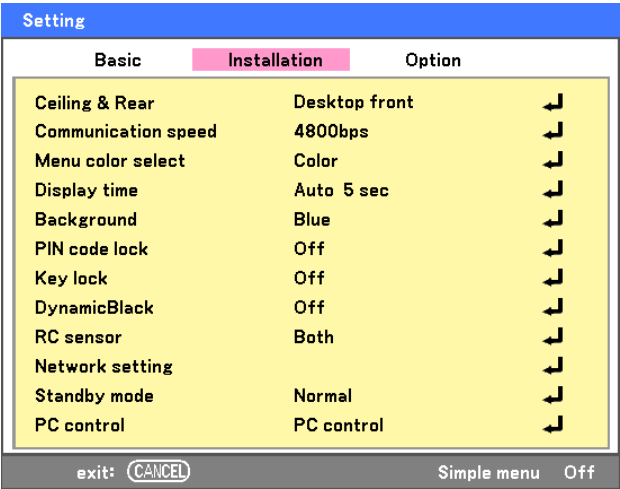 Setting
Basic Installation Option
Ceiling & Rear Desktop front
Communication speed 4800bps
Menu color select Color
Display time Auto 5 sec
Background Blue
PIN code lock Off
Key lock Off
DynamicBlack Off
RC sensor Both
Network setting
Standby mode Normal
PC control PC control
exit: CANCEL Simple menu Off